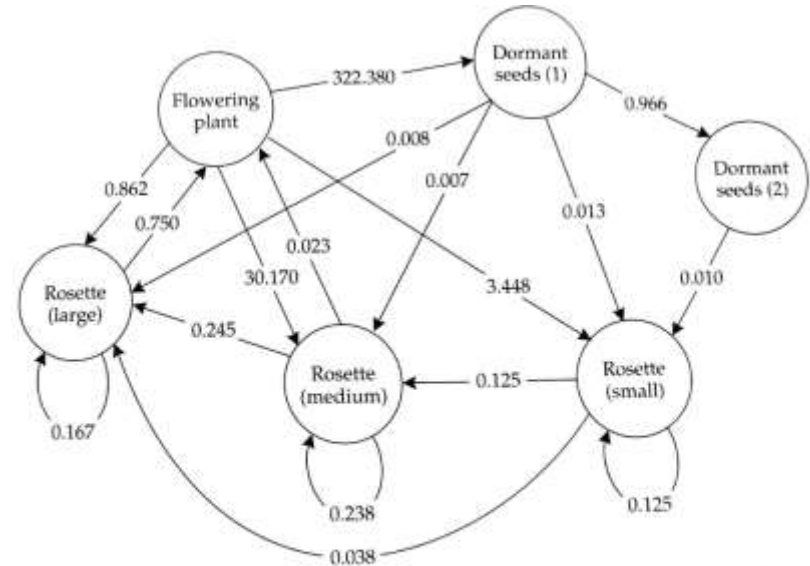 Dormant
seeds (1)
322.380
Flowering
plant
0.966
0.008
Dormant
seeds (2)
0.007
0.862
0.750
0.013
0.023
30.170
3.448
0.010
Rosette
(large)
0.245
Rosette
(medium)
0.125
Rosette
(small)
0.167
0.238
0.125
0.038